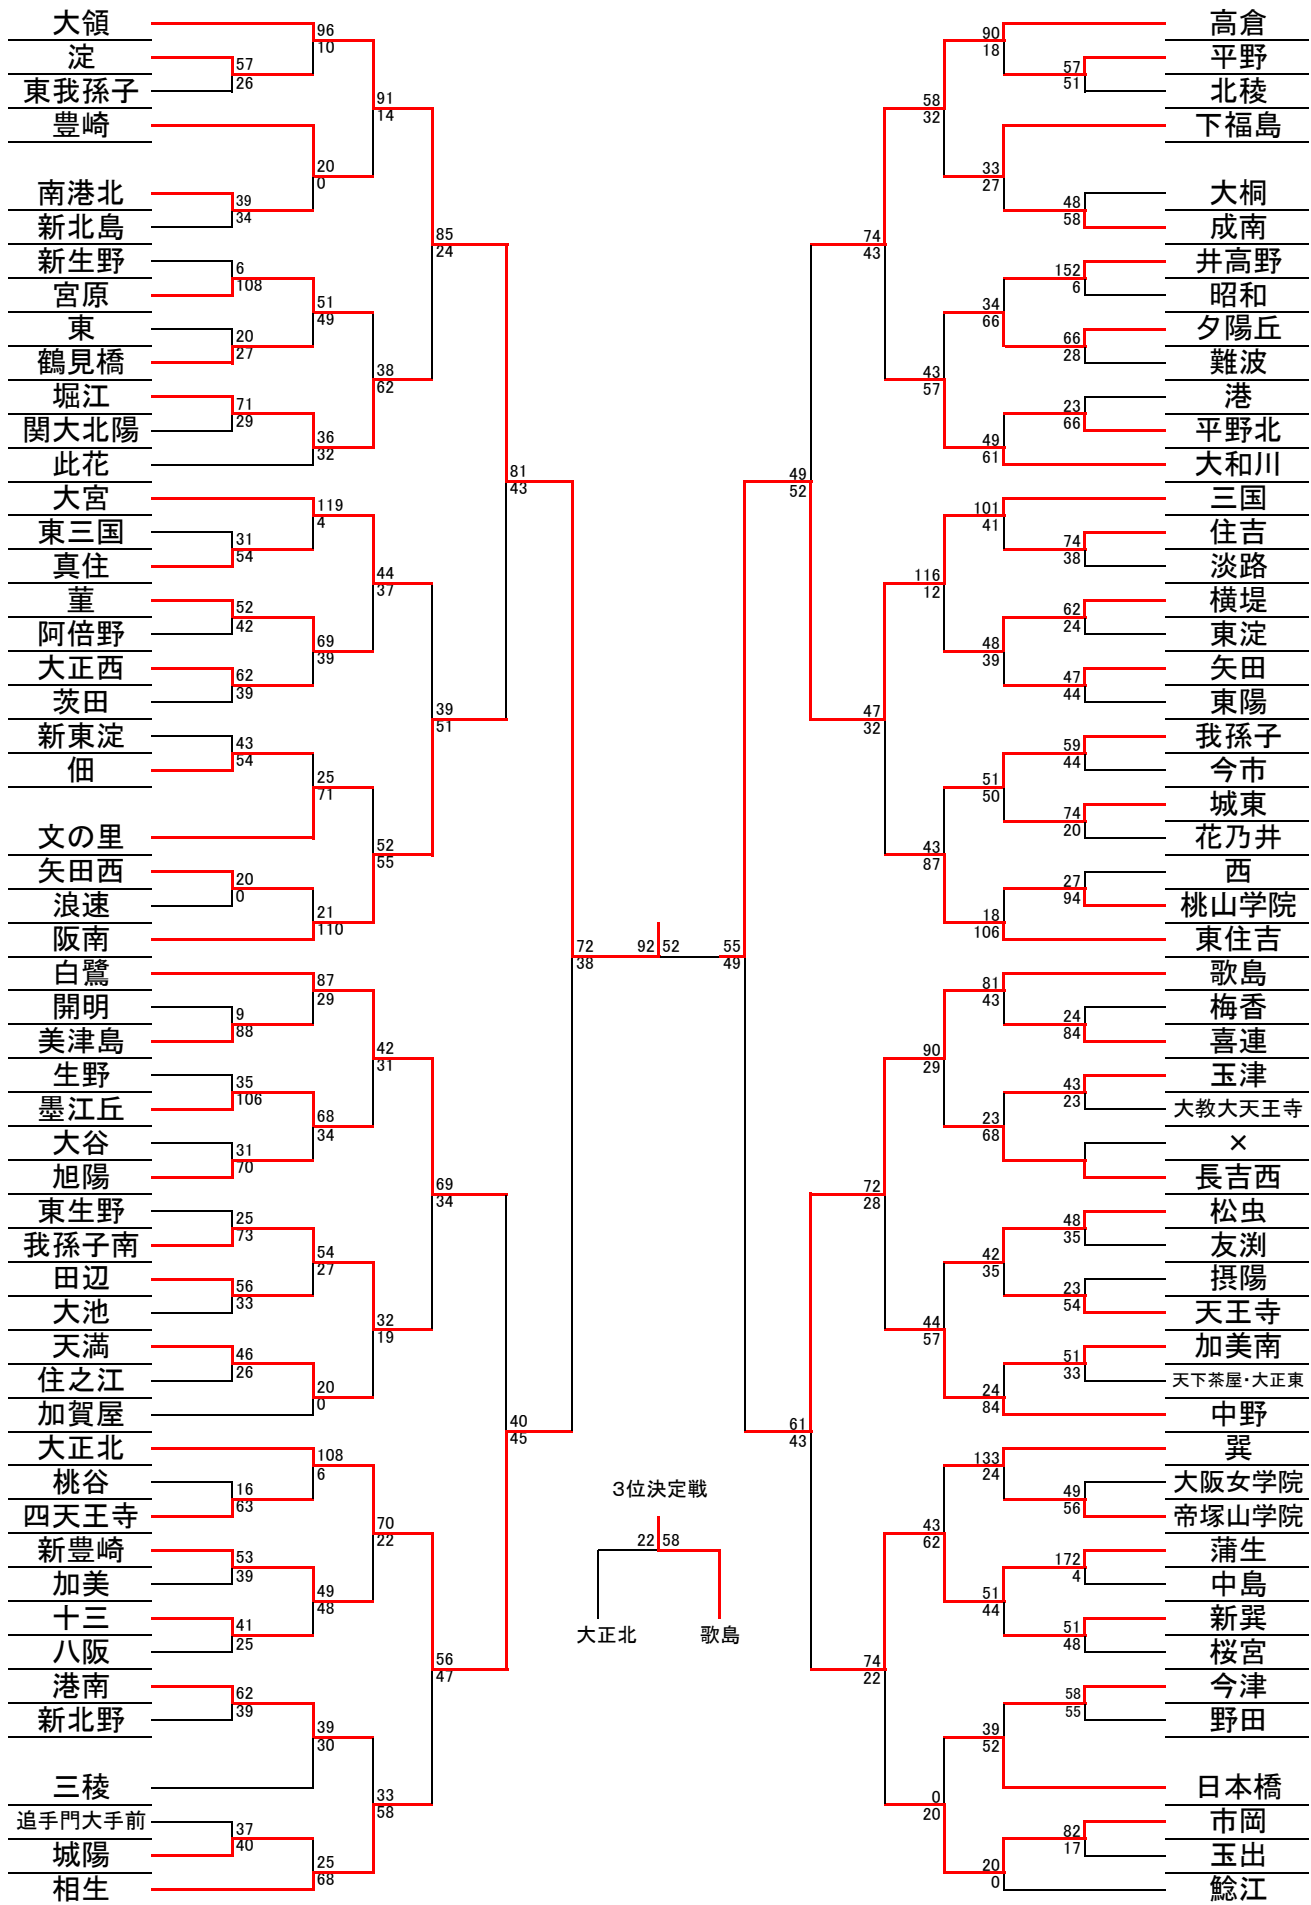 大領
淀
東我孫子
豊崎
南港北
新北島
新生野
宮原
東
鶴見橋
堀江
関大北陽
此花
大宮
東三国
真住
菫
阿倍野
大正西
茨田
新東淀
佃
文の里
矢田西
浪速
阪南
白鷺
開明
美津島
生野
墨江丘
大谷
旭陽
東生野
我孫子南
田辺
大池
天満
住之江
加賀屋
大正北
桃谷
四天王寺
新豊崎
加美
十三
八阪
港南
新北野
三稜
追手門大手前
城陽
相生
57
26
39
34
6
108
20
27
71
29
31
54
52
42
62
39
43
54
20
0
9
88
35
106
31
70
25
73
56
33
46
26
16
63
53
39
41
25
62
39
37
40
96
10
20
0
51
49
36
32
119
4
69
39
25
71
21
110
87
29
68
34
54
27
20
0
108
6
49
48
39
30
25
68
91
14
38
62
44
37
52
55
42
31
32
19
70
22
33
58
85
24
39
51
69
34
56
47
81
43
40
45
72
38
92 52
55
49
3位決定戦
22 58
大正北
歌島
49
52
61
43
74
43
47
32
72
28
74
22
58
32
43
57
116
12
43
87
90
29
44
57
43
62
0
20
90
18
33
27
34
66
49
61
101
41
48
39
51
50
18
106
81
43
23
68
42
35
24
84
133
24
51
44
39
52
20
0
57
51
48
58
152
6
66
28
23
66
74
38
62
24
47
44
59
44
74
20
27
94
24
84
43
23
48
35
23
54
51
33
49
56
172
4
51
48
58
55
82
17
高倉
平野
北稜
下福島
大桐
成南
井高野
昭和
夕陽丘
難波
港
平野北
大和川
三国
住吉
淡路
横堤
東淀
矢田
東陽
我孫子
今市
城東
花乃井
西
桃山学院
東住吉
歌島
梅香
喜連
玉津
大教大天王寺
×
長吉西
松虫
友渕
摂陽
天王寺
加美南
天下茶屋・大正東
中野
巽
大阪女学院
帝塚山学院
蒲生
中島
新巽
桜宮
今津
野田
日本橋
市岡
玉出
鯰江